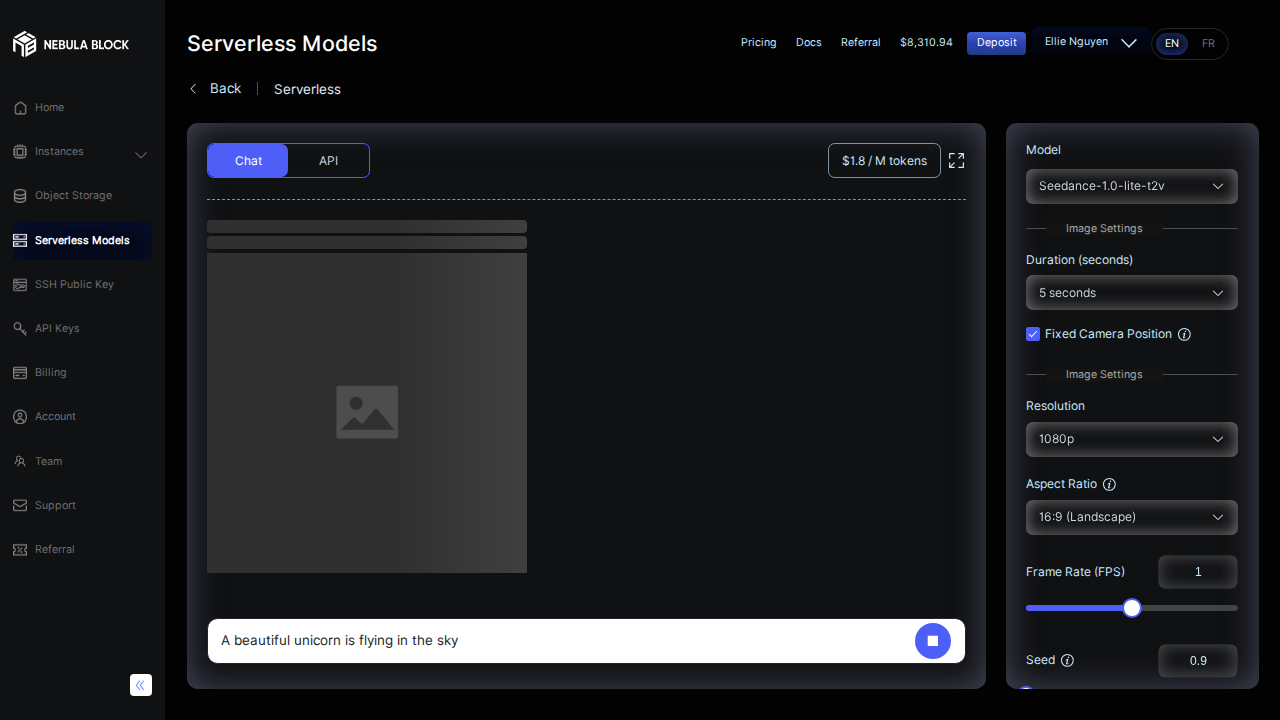 NEBULA BLOCK
Home
Instances
Object Storage
Serverless Models
SSH Public Key
API Keys
Billing
Account
Team
Support
Referral
Serverless Models
Pricing
Docs
Referral
$8,310.94
Deposit
Ellie Nguyen
EN
FR
Back
Serverless
Chat
API
$1.8 / M tokens
A beautiful unicorn is flying in the sky
Model
Seedance-1.0-lite-t2v
Image Settings
Duration (seconds)
5 seconds
Fixed Camera Position
Image Settings
Resolution
1080p
Aspect Ratio
16:9 (Landscape)
Frame Rate (FPS)
1
Seed
0.9